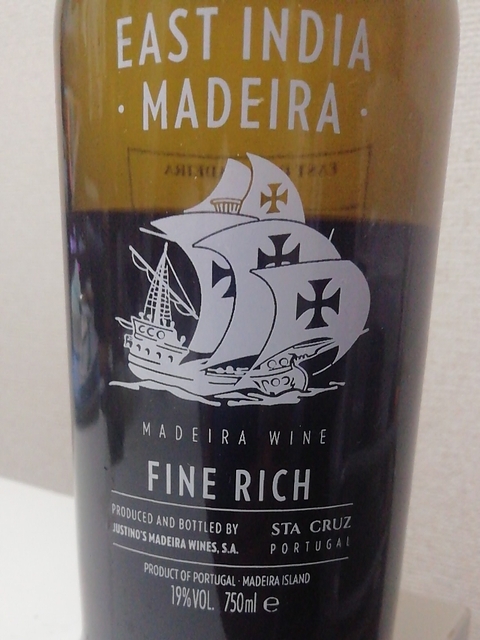 EAST INDIA
· MADEIRA ·
MADEIRA WINE
FINE RICH
PRODUCED AND BOTTLED BY
JUSTINO'S MADEIRA WINES, S.A.
STA CRUZ
PORTUGAL
PRODUCT OF PORTUGAL · MADEIRA ISLAND
19%VOL. 750ml e